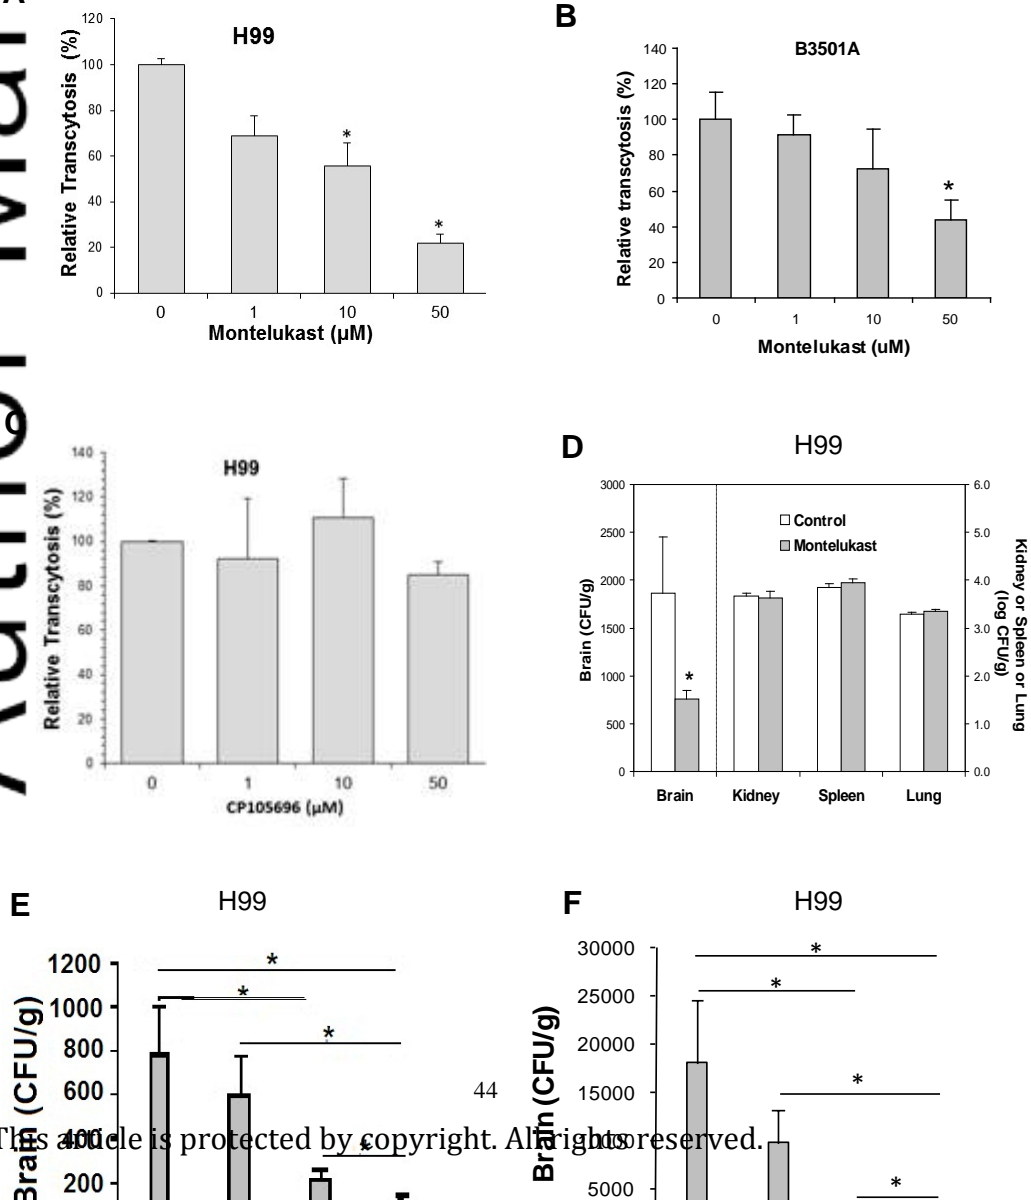 A
H99
Relative Transcytosis (%)
120
100
80
60
40
20
0
*
*
0 1 10 50
Montelukast (μM)
B
B3501A
Relative transcytosis (%)
140
120
100
80
60
40
20
0
*
0 1 10 50
Montelukast (uM)
C
H99
Relative Transcytosis (%)
140
120
100
80
60
40
20
0
0 1 10 50
CP105696 (μM)
D
H99
Brain (CFU/g)
3000
2500
2000
1500
1000
500
0
Control
Montelukast
*
6.0
5.0
4.0
3.0
2.0
1.0
0.0
Kidney or Spleen or Lung
(log CFU/g)
Brain Kidney Spleen Lung
E
H99
Brain (CFU/g)
1200
1000
800
600
400
200
*
*
*
*
F
H99
Brain (CFU/g)
30000
25000
20000
15000
5000
*
*
*
*
44
This article is protected by copyright. All rights reserved.